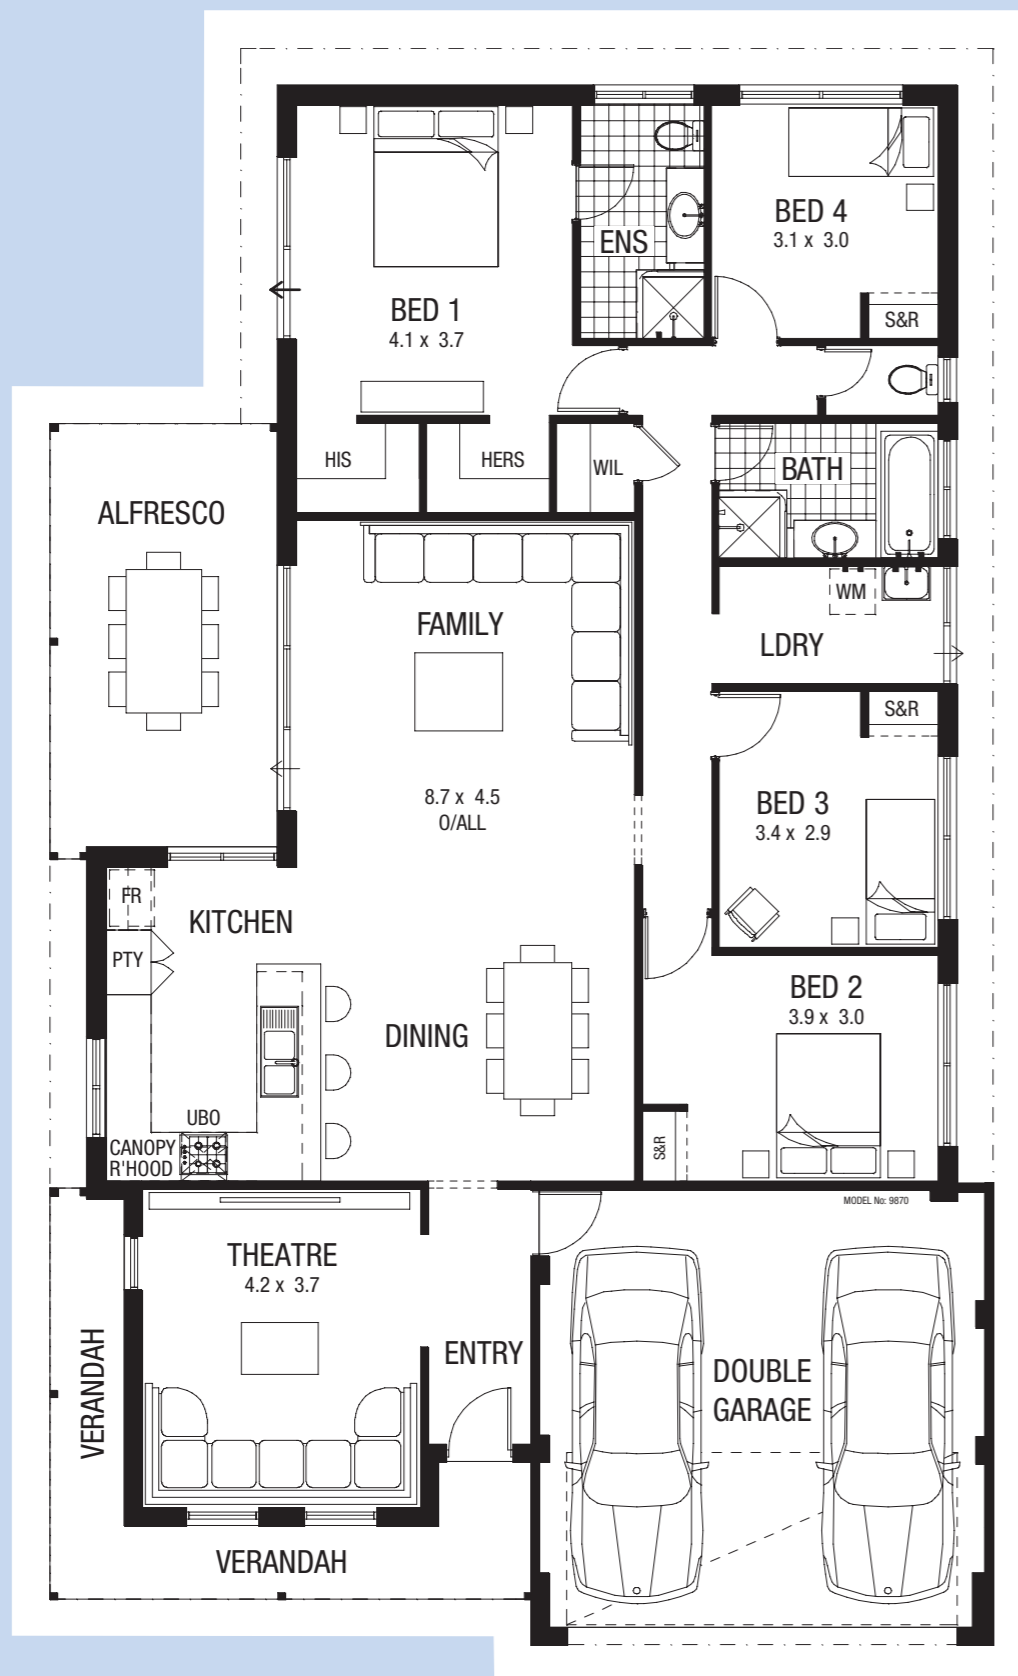 BED 4
3.1 x 3.0
ENS
BED 1
4.1 x 3.7
S&R
HIS
HERS
WIL
BATH
ALFRESCO
WM
FAMILY
LDRY
S&R
8.7 x 4.5
O/ALL
BED 3
3.4 x 2.9
FR
KITCHEN
PTY
BED 2
3.9 x 3.0
DINING
UBO
CANOPY
R'HOOD
S&R
MODEL No: 9870
THEATRE
4.2 x 3.7
VERANDAH
ENTRY
DOUBLE
GARAGE
VERANDAH